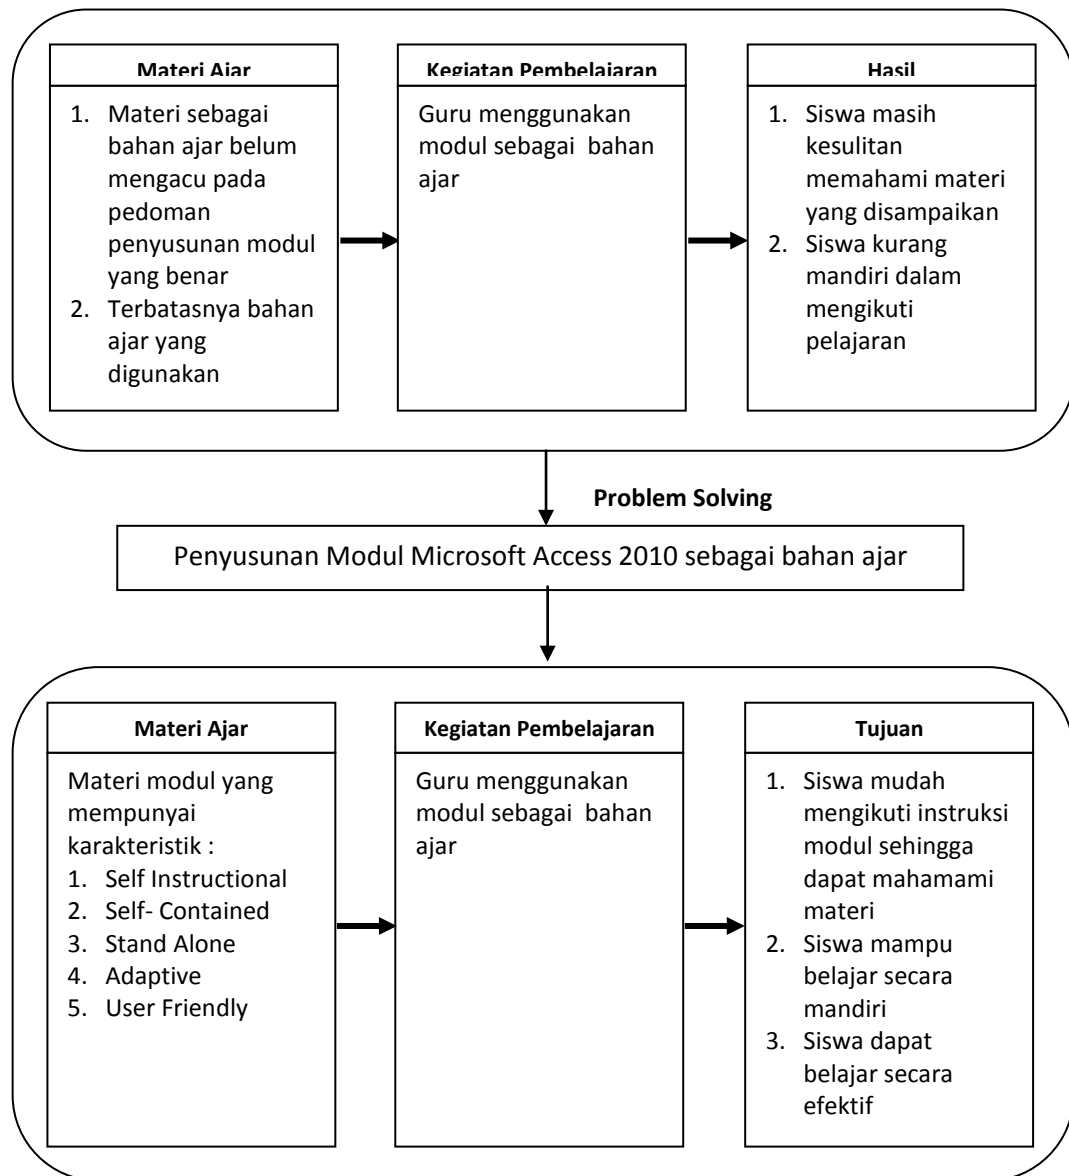 Materi Ajar
1. Materi sebagai
bahan ajar belum
mengacu pada
pedoman
penyusunan modul
yang benar
2. Terbatasnya bahan
ajar yang
digunakan
Kegiatan Pembelajaran
Guru menggunakan
modul sebagai bahan
ajar
Hasil
1. Siswa masih
kesulitan
memahami materi
yang disampaikan
2. Siswa kurang
mandiri dalam
mengikuti
pelajaran
Problem Solving
Penyusunan Modul Microsoft Access 2010 sebagai bahan ajar
Materi Ajar
Materi modul yang
mempunyai
karakteristik :
1. Self Instructional
2. Self- Contained
3. Stand Alone
4. Adaptive
5. User Friendly
Kegiatan Pembelajaran
Guru menggunakan
modul sebagai bahan
ajar
Tujuan
1. Siswa mudah
mengikuti instruksi
modul sehingga
dapat mahamami
materi
2. Siswa mampu
belajar secara
mandiri
3. Siswa dapat
belajar secara
efektif